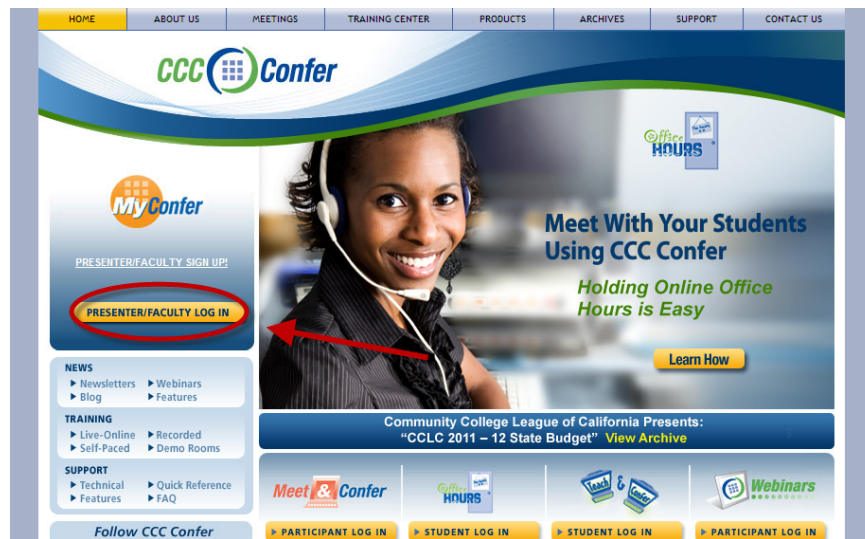 HOME ABOUT US MEETINGS TRAINING CENTER PRODUCTS ARCHIVES SUPPORT CONTACT US
CCC Confer
Office
HOURS
MyConfer
PRESENTER/FACULTY SIGN UP!
PRESENTER/FACULTY LOG IN
Meet With Your Students
Using CCC Confer
Holding Online Office
Hours is Easy
Learn How
NEWS
Newsletters Webinars
Blog Features
TRAINING
Live-Online Recorded
Self-Paced Demo Rooms
SUPPORT
Technical Quick Reference
Features FAQ
Follow CCC Confer
Community College League of California Presents:
“CCLC 2011 – 12 State Budget” View Archive
Meet & Confer
Office
HOURS
Teach & Confer
Webinars
PARTICIPANT LOG IN STUDENT LOG IN STUDENT LOG IN PARTICIPANT LOG IN